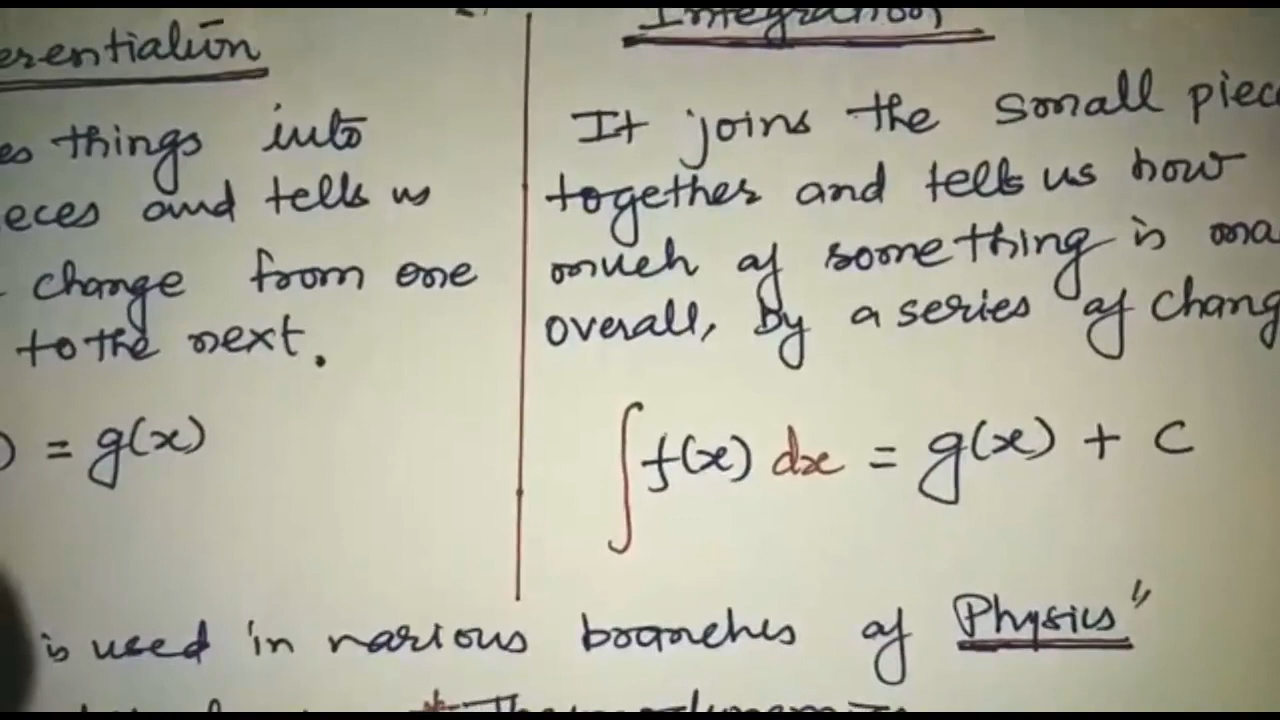 erentiation
es things into
eces and tells us
change from one
to the next.
) = g(x)
Integration
It joins the small piec
together and tells us how
much of something is ma
overall, by a series of chang
∫ f(x) dx = g(x) + c
is used in various branches of Physics"
* Thermodynamics